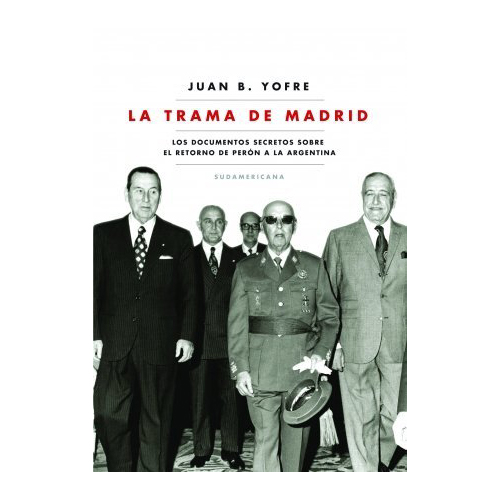 JUAN B. YOFRE
LA TRAMA DE MADRID
LOS DOCUMENTOS SECRETOS SOBRE
EL RETORNO DE PERÓN A LA ARGENTINA
SUDAMERICANA